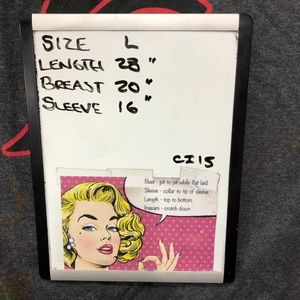 SIZE L
LENGTH 28"
BREAST 20"
SLEEVE 16"
CI15
Bust - pit to pit while flat laid
Sleeve - collar to tip of sleeve
Length - top to bottom
Inseam - crotch down